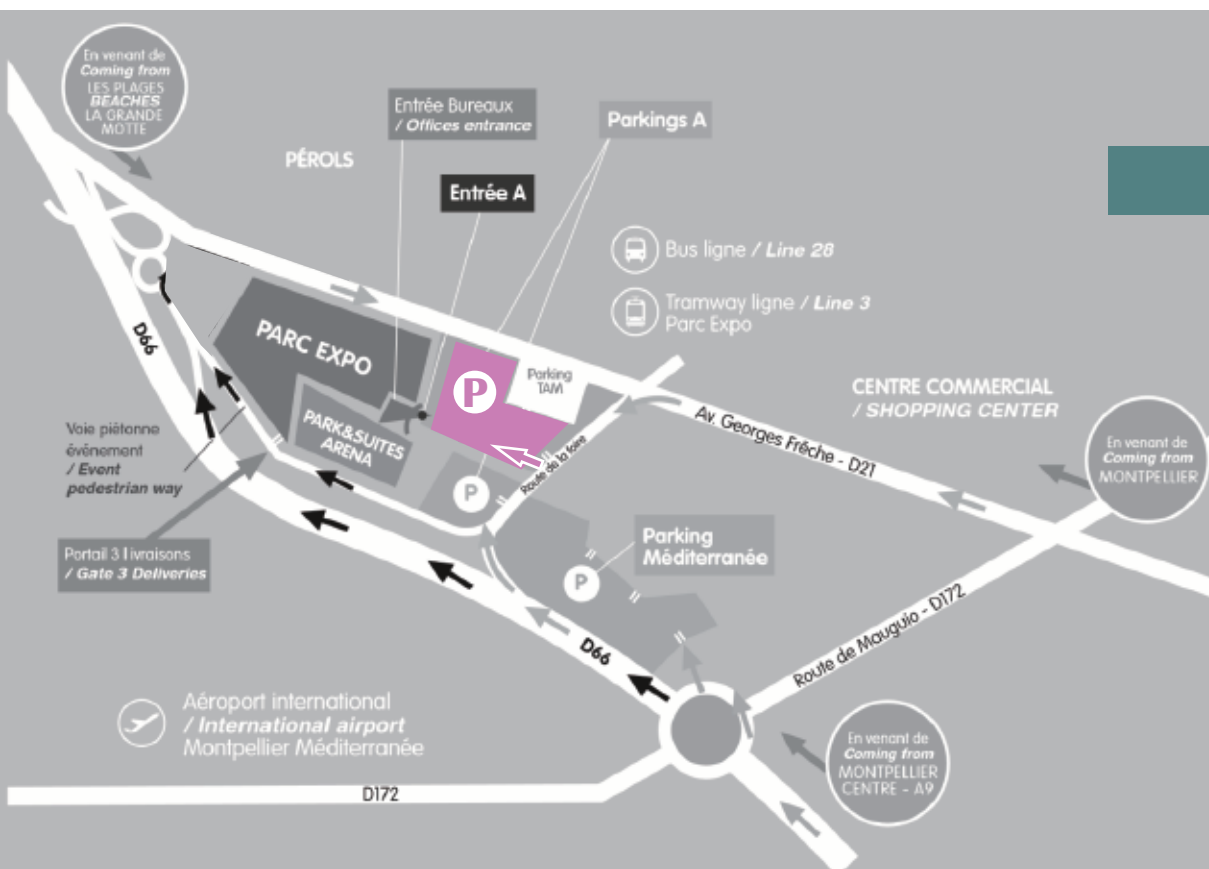 En venant de
Coming from
LES PLAGES
BEACHES
LA GRANDE
MOTTE
Entrée Bureaux
/ Offices entrance
Parkings A
PÉROLS
Entrée A
Bus ligne / Line 28
Tramway ligne / Line 3
Parc Expo
D66
PARC EXPO
P
Parking
TAM
CENTRE COMMERCIAL
/ SHOPPING CENTER
Av. Georges Frêche - D21
PARK&SUITES
ARENA
Voie piétonne
événement
/ Event
pedestrian way
Route de la foire
En venant de
Coming from
MONTPELLIER
P
Portail 3 livraisons
/ Gate 3 Deliveries
Parking
Méditerranée
P
D66
Route de Mauguio - D172
Aéroport international
/ International airport
Montpellier Méditerranée
En venant de
Coming from
MONTPELLIER
CENTRE - A9
D172